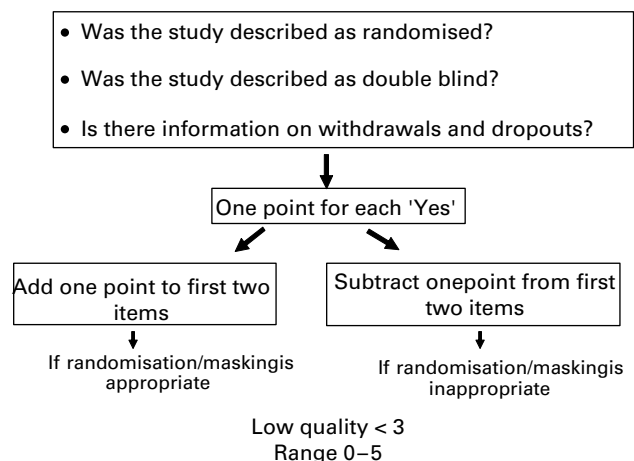 • Was the study described as randomised?
• Was the study described as double blind?
• Is there information on withdrawals and dropouts?
One point for each 'Yes'
Add one point to first two
items
Subtract onepoint from first
two items
If randomisation/maskingis
appropriate
If randomisation/maskingis
inappropriate
Low quality < 3
Range 0–5